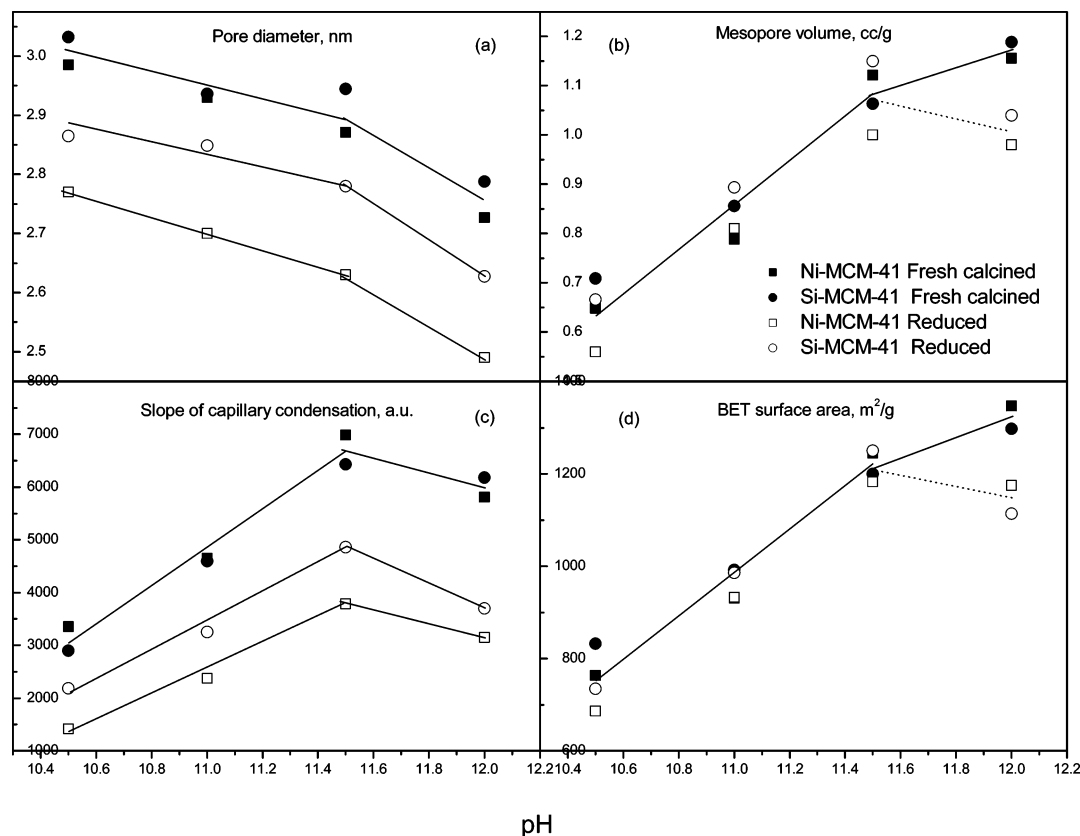 Pore diameter, nm (a)
3.0
2.9
2.8
2.7
2.6
2.5
Mesopore volume, cc/g (b)
1.2
1.1
1.0
0.9
0.8
0.7
0.6
Ni-MCM-41 Fresh calcined
Si-MCM-41 Fresh calcined
Ni-MCM-41 Reduced
Si-MCM-41 Reduced
8000
Slope of capillary condensation, a.u. (c)
7000
6000
5000
4000
3000
2000
1000
10.4 10.6 10.8 11.0 11.2 11.4 11.6 11.8 12.0 12.2
BET surface area, m²/g (d)
1200
1000
800
600
10.4 10.6 10.8 11.0 11.2 11.4 11.6 11.8 12.0 12.2
pH